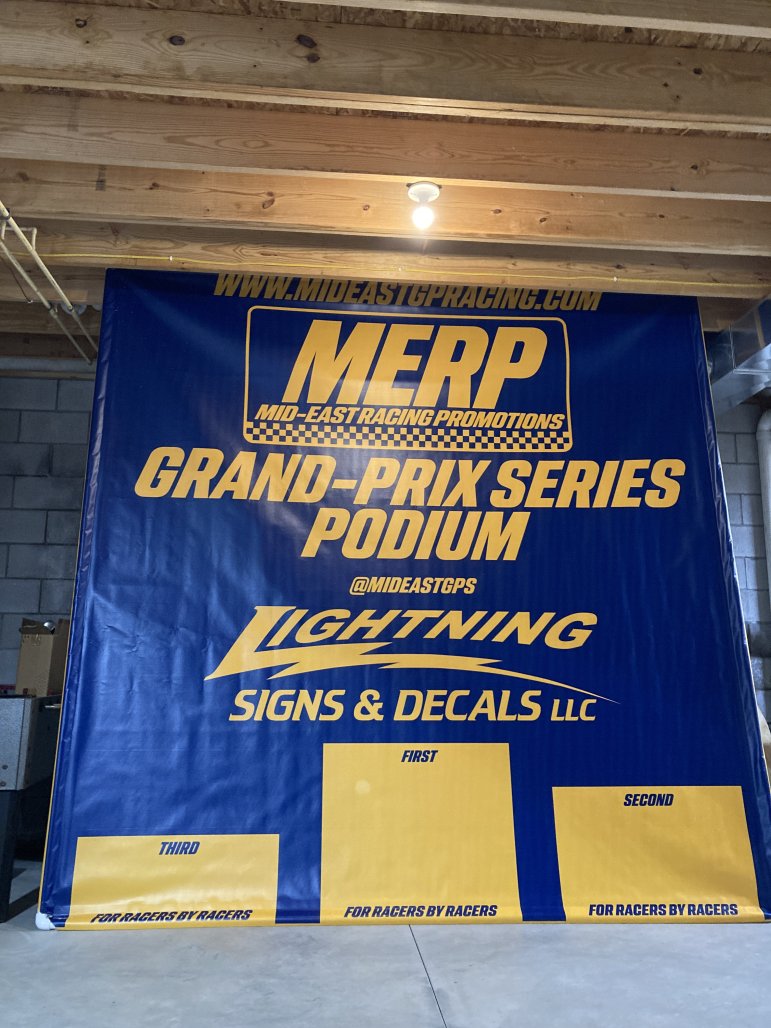 WWW.MIDEASTGPRACING.COM
MERP
MID-EAST RACING PROMOTIONS
GRAND-PRIX SERIES
PODIUM
@MIDEASTGPS
LIGHTNING
SIGNS & DECALS LLC
FIRST
SECOND
THIRD
FOR RACERS BY RACERS
FOR RACERS BY RACERS
FOR RACERS BY RACERS